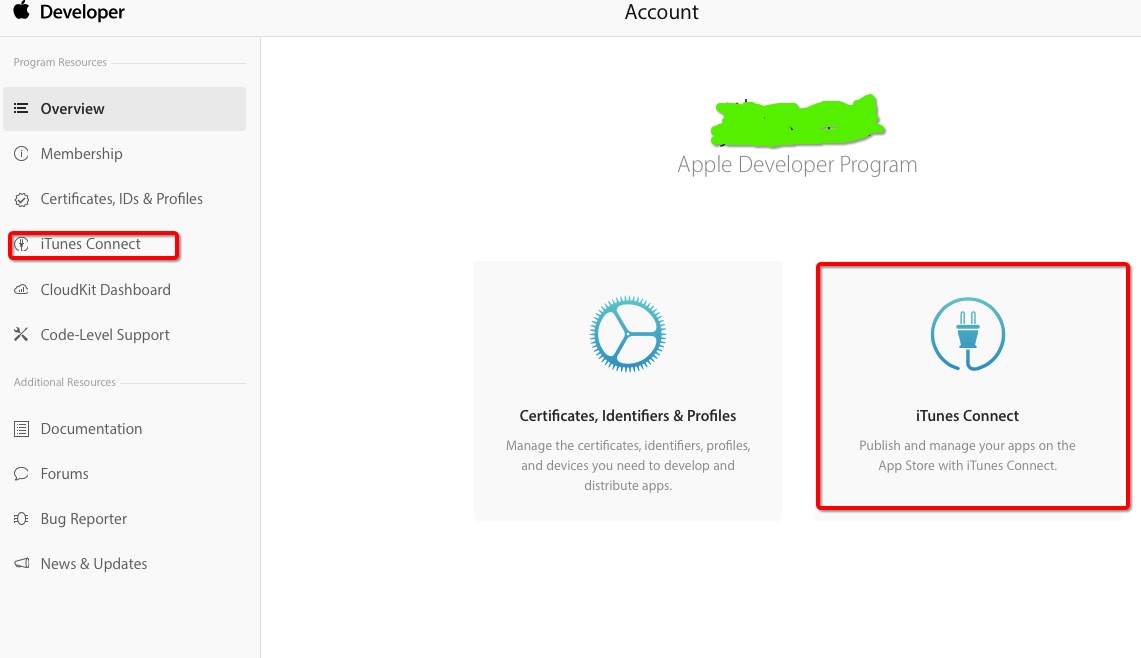 Developer
Account
Program Resources
Overview
Membership
Certificates, IDs & Profiles
iTunes Connect
CloudKit Dashboard
Code-Level Support
Additional Resources
Documentation
Forums
Bug Reporter
News & Updates
Apple Developer Program
Certificates, Identifiers & Profiles
Manage the certificates, identifiers, profiles,
and devices you need to develop and
distribute apps.
iTunes Connect
Publish and manage your apps on the
App Store with iTunes Connect.